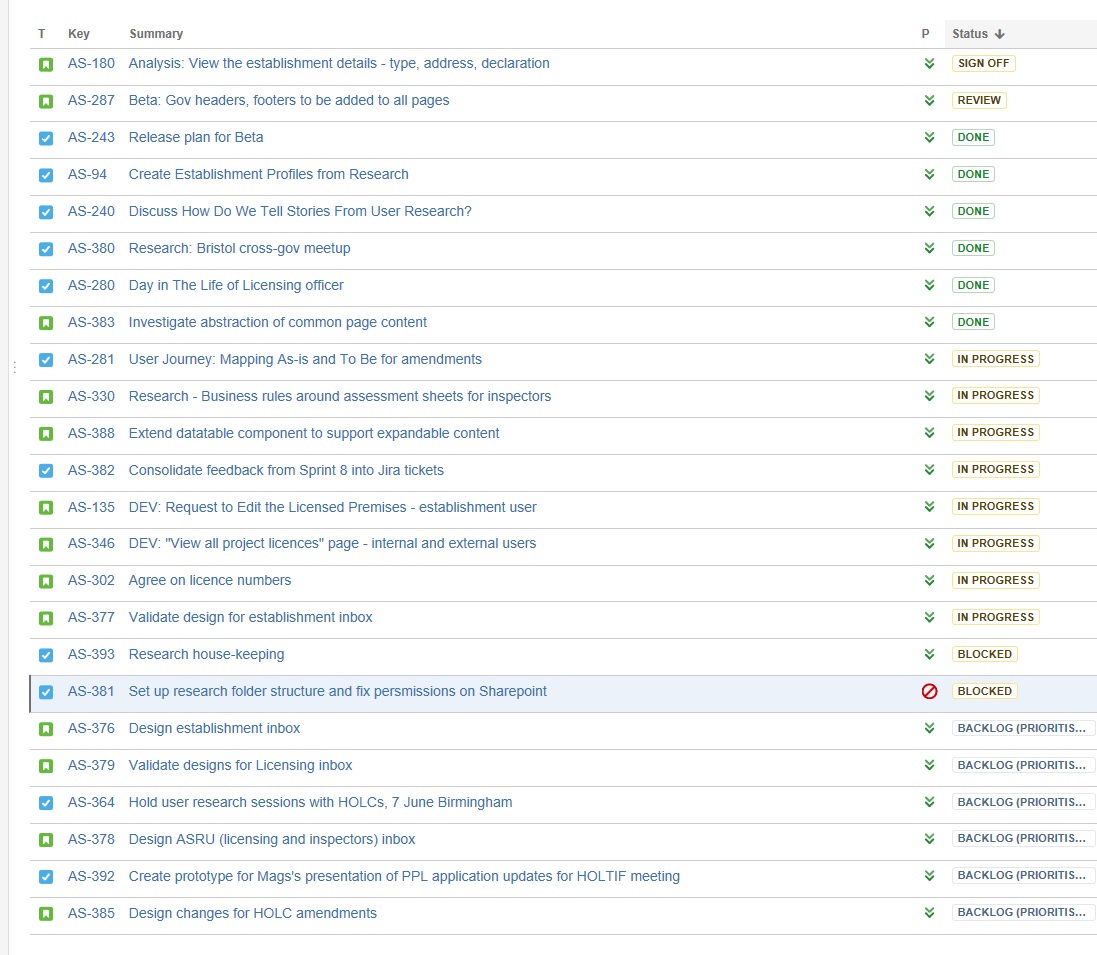 T Key Summary P Status
AS-180 Analysis: View the establishment details - type, address, declaration SIGN OFF
AS-287 Beta: Gov headers, footers to be added to all pages REVIEW
AS-243 Release plan for Beta DONE
AS-94 Create Establishment Profiles from Research DONE
AS-240 Discuss How Do We Tell Stories From User Research? DONE
AS-380 Research: Bristol cross-gov meetup DONE
AS-280 Day in The Life of Licensing officer DONE
AS-383 Investigate abstraction of common page content DONE
AS-281 User Journey: Mapping As-is and To Be for amendments IN PROGRESS
AS-330 Research - Business rules around assessment sheets for inspectors IN PROGRESS
AS-388 Extend datatable component to support expandable content IN PROGRESS
AS-382 Consolidate feedback from Sprint 8 into Jira tickets IN PROGRESS
AS-135 DEV: Request to Edit the Licensed Premises - establishment user IN PROGRESS
AS-346 DEV: "View all project licences" page - internal and external users IN PROGRESS
AS-302 Agree on licence numbers IN PROGRESS
AS-377 Validate design for establishment inbox IN PROGRESS
AS-393 Research house-keeping BLOCKED
AS-381 Set up research folder structure and fix persmissions on Sharepoint BLOCKED
AS-376 Design establishment inbox BACKLOG (PRIORITIS...
AS-379 Validate designs for Licensing inbox BACKLOG (PRIORITIS...
AS-364 Hold user research sessions with HOLCs, 7 June Birmingham BACKLOG (PRIORITIS...
AS-378 Design ASRU (licensing and inspectors) inbox BACKLOG (PRIORITIS...
AS-392 Create prototype for Mags's presentation of PPL application updates for HOLTIF meeting BACKLOG (PRIORITIS...
AS-385 Design changes for HOLC amendments BACKLOG (PRIORITIS...